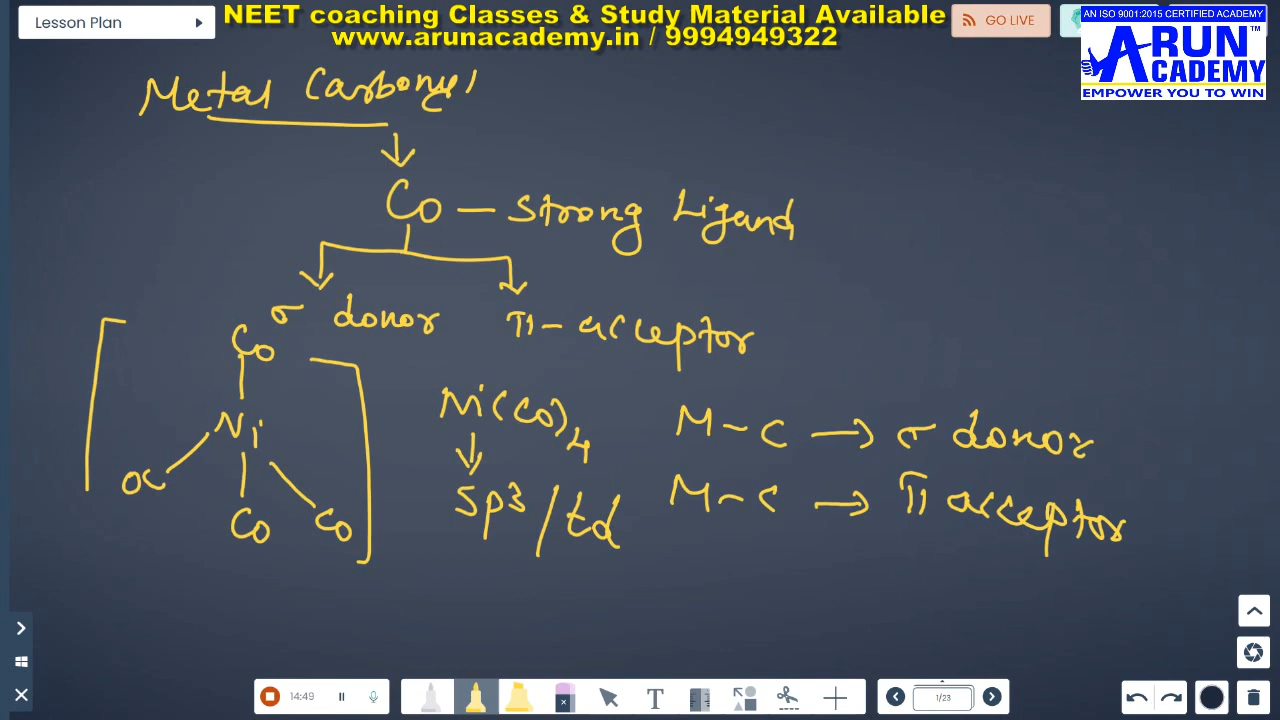 Lesson Plan
NEET coaching Classes & Study Material Available
www.arunacademy.in / 9994949322
GO LIVE
AN ISO 9001:2015 CERTIFIED ACADEMY
ARUN
ACADEMY
TM
EMPOWER YOU TO WIN
Metal Carbonyl
Co – Strong Ligand
σ donor
π – acceptor
Co
Ni
OC
Co
Co
Ni(Co)4
Sp3/td
M – C → σ donor
M – C → π acceptor
14:49
T
1/23